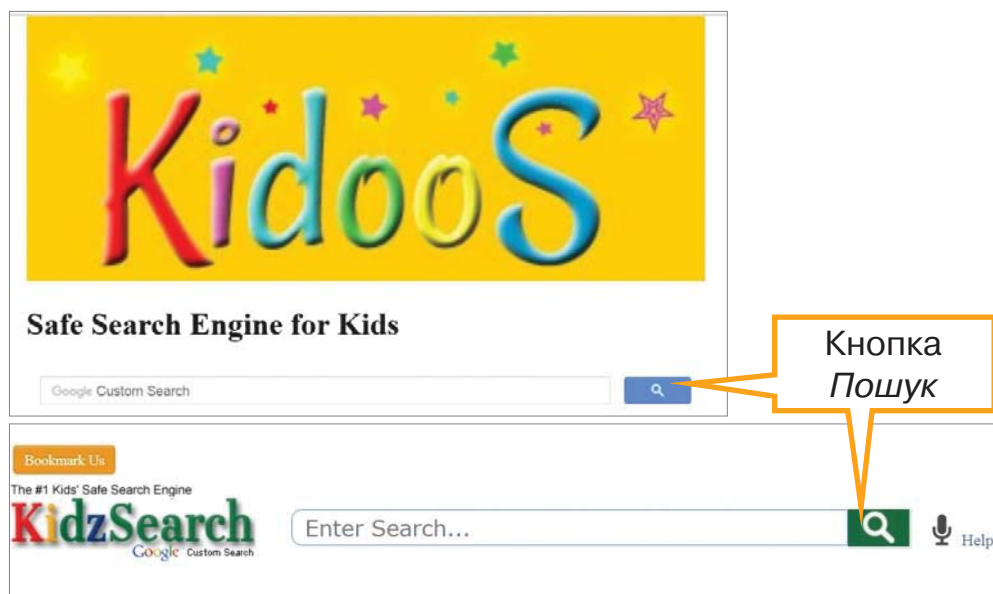 KidooS
Safe Search Engine for Kids
Google Custom Search
Кнопка
Пошук
Bookmark Us
The #1 Kids' Safe Search Engine
KidzSearch
Google Custom Search
Enter Search...
Help